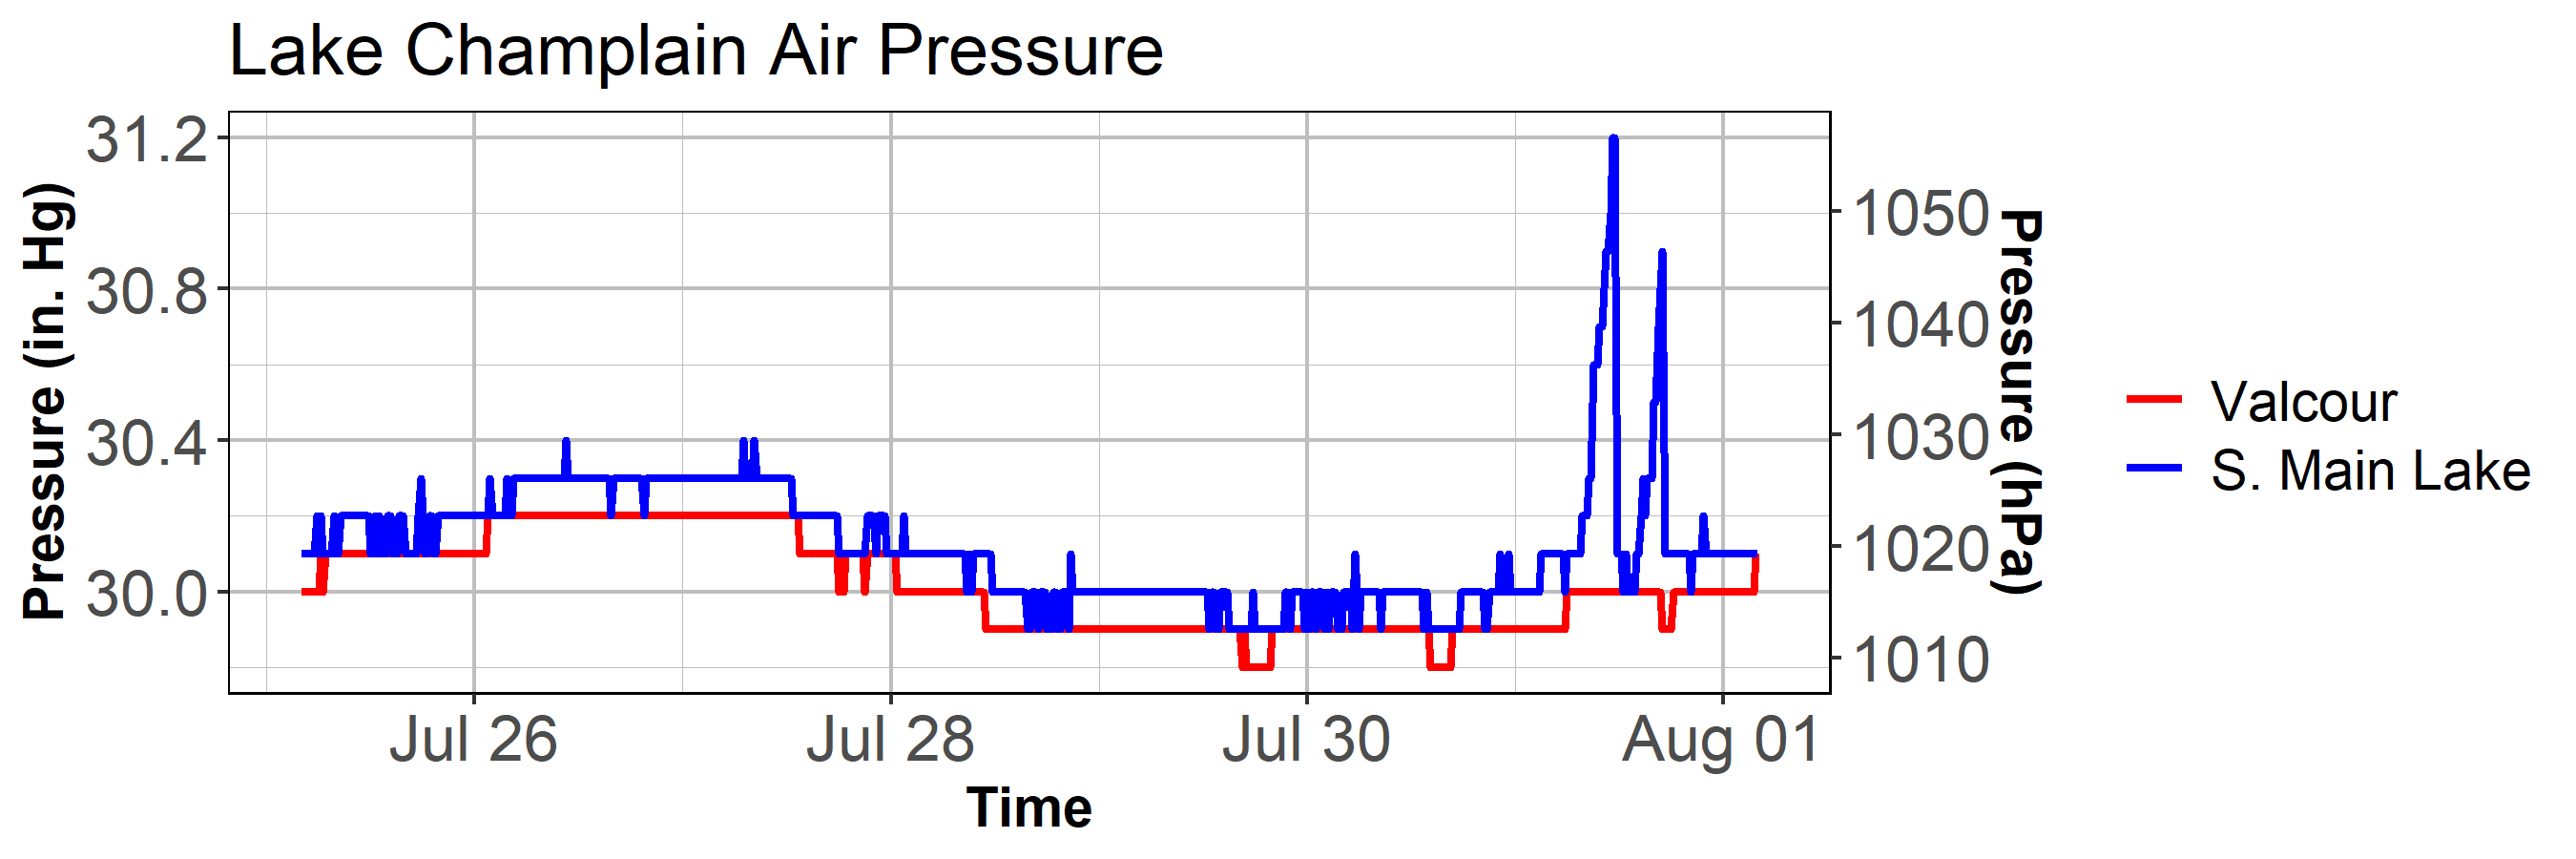 Lake Champlain Air Pressure
31.2
30.8
30.4
30.0
Pressure (in. Hg)
1050
1040
1030
1020
1010
Pressure (hPa)
Jul 26
Jul 28
Jul 30
Aug 01
Time
Valcour
S. Main Lake